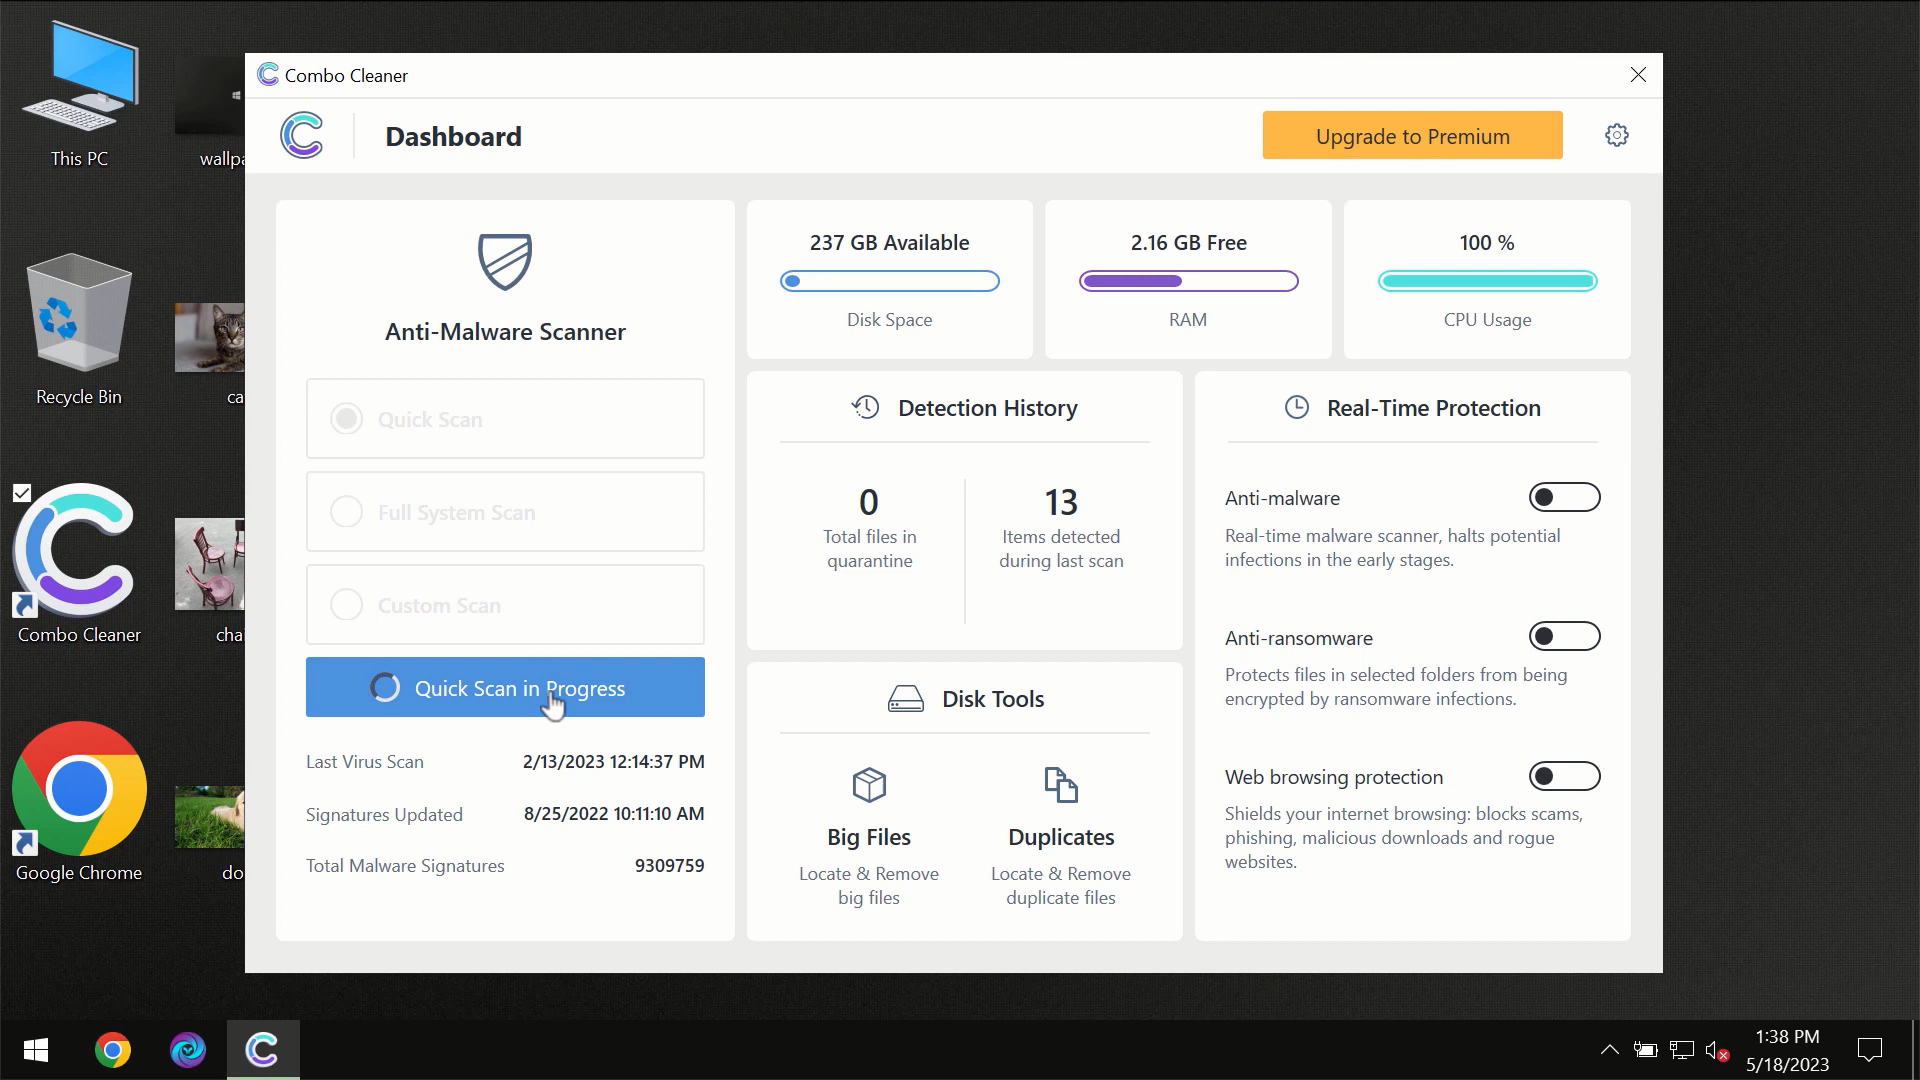 This PC
wallpa
Recycle Bin
ca
Combo Cleaner
chai
Google Chrome
do
Combo Cleaner
Dashboard
Upgrade to Premium
Anti-Malware Scanner
Quick Scan
Full System Scan
Custom Scan
Quick Scan in Progress
Last Virus Scan 2/13/2023 12:14:37 PM
Signatures Updated 8/25/2022 10:11:10 AM
Total Malware Signatures 9309759
237 GB Available
Disk Space
2.16 GB Free
RAM
100 %
CPU Usage
Detection History
0
Total files in
quarantine
13
Items detected
during last scan
Disk Tools
Big Files
Locate & Remove
big files
Duplicates
Locate & Remove
duplicate files
Real-Time Protection
Anti-malware
Real-time malware scanner, halts potential
infections in the early stages.
Anti-ransomware
Protects files in selected folders from being
encrypted by ransomware infections.
Web browsing protection
Shields your internet browsing: blocks scams,
phishing, malicious downloads and rogue
websites.
1:38 PM
5/18/2023